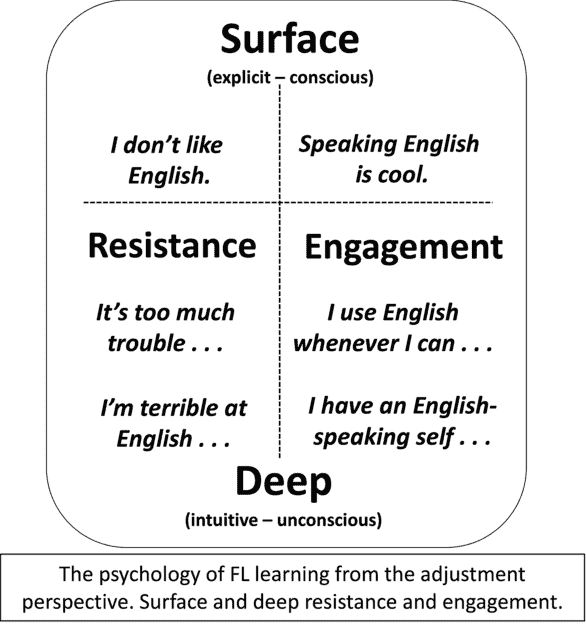 Surface
(explicit – conscious)
I don’t like
English.
Speaking English
is cool.
Resistance
Engagement
It’s too much
trouble . . .
I use English
whenever I can . . .
I’m terrible at
English . . .
I have an English-
speaking self . . .
Deep
(intuitive – unconscious)
The psychology of FL learning from the adjustment
perspective. Surface and deep resistance and engagement.